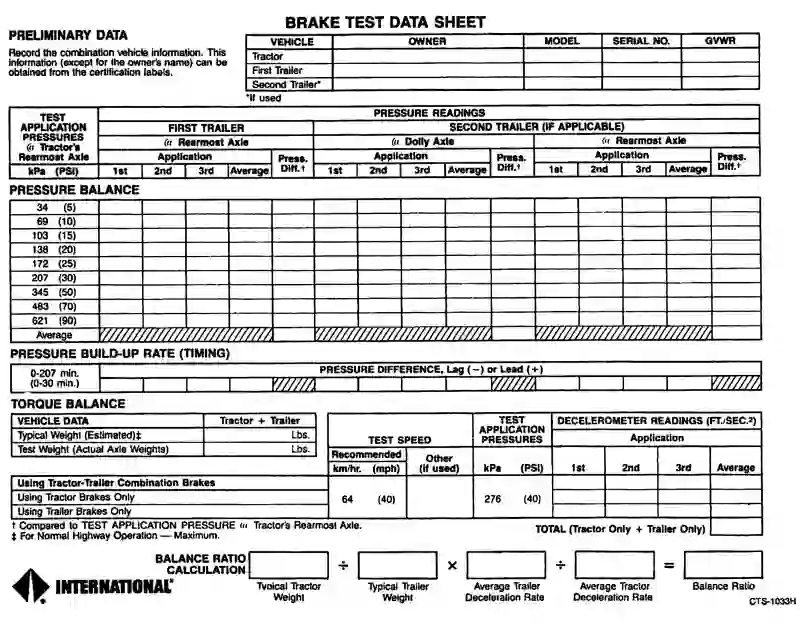 BRAKE TEST DATA SHEET
PRELIMINARY DATA
Record the combination vehicle information. This
information (except for the owner's name) can be
obtained from the certification labels.
VEHICLE OWNER MODEL SERIAL NO. GVWR
Tractor
First Trailer
Second Trailer*
*If used
TEST
APPLICATION
PRESSURES
@ Tractor's
Rearmost Axle
kPa (PSI)
PRESSURE READINGS
FIRST TRAILER SECOND TRAILER (IF APPLICABLE)
@ Rearmost Axle @ Dolly Axle @ Rearmost Axle
Application Press. Diff.† Application Press. Diff.† Application Press. Diff.†
1st 2nd 3rd Average 1st 2nd 3rd Average 1st 2nd 3rd Average
PRESSURE BALANCE
34 (5)
69 (10)
103 (15)
138 (20)
172 (25)
207 (30)
345 (50)
483 (70)
621 (90)
Average
PRESSURE BUILD-UP RATE (TIMING)
0-207 min.
(0-30 min.)
PRESSURE DIFFERENCE, Lag (−) or Lead (+)
TORQUE BALANCE
VEHICLE DATA Tractor + Trailer
Typical Weight (Estimated)‡ Lbs.
Test Weight (Actual Axle Weights) Lbs.
TEST SPEED
Recommended
km/hr. (mph)
Other
(if used)
TEST
APPLICATION
PRESSURES
kPa (PSI)
DECELEROMETER READINGS (FT./SEC.²)
Application
1st 2nd 3rd Average
Using Tractor-Trailer Combination Brakes
Using Tractor Brakes Only 64 (40) 276 (40)
Using Trailer Brakes Only
† Compared to TEST APPLICATION PRESSURE @ Tractor's Rearmost Axle.
‡ For Normal Highway Operation — Maximum.
TOTAL (Tractor Only + Trailer Only)
BALANCE RATIO
CALCULATION
÷ × ÷ =
Typical Tractor
Weight
Typical Trailer
Weight
Average Trailer
Deceleration Rate
Average Tractor
Deceleration Rate
Balance Ratio
INTERNATIONAL®
CTS-1033H